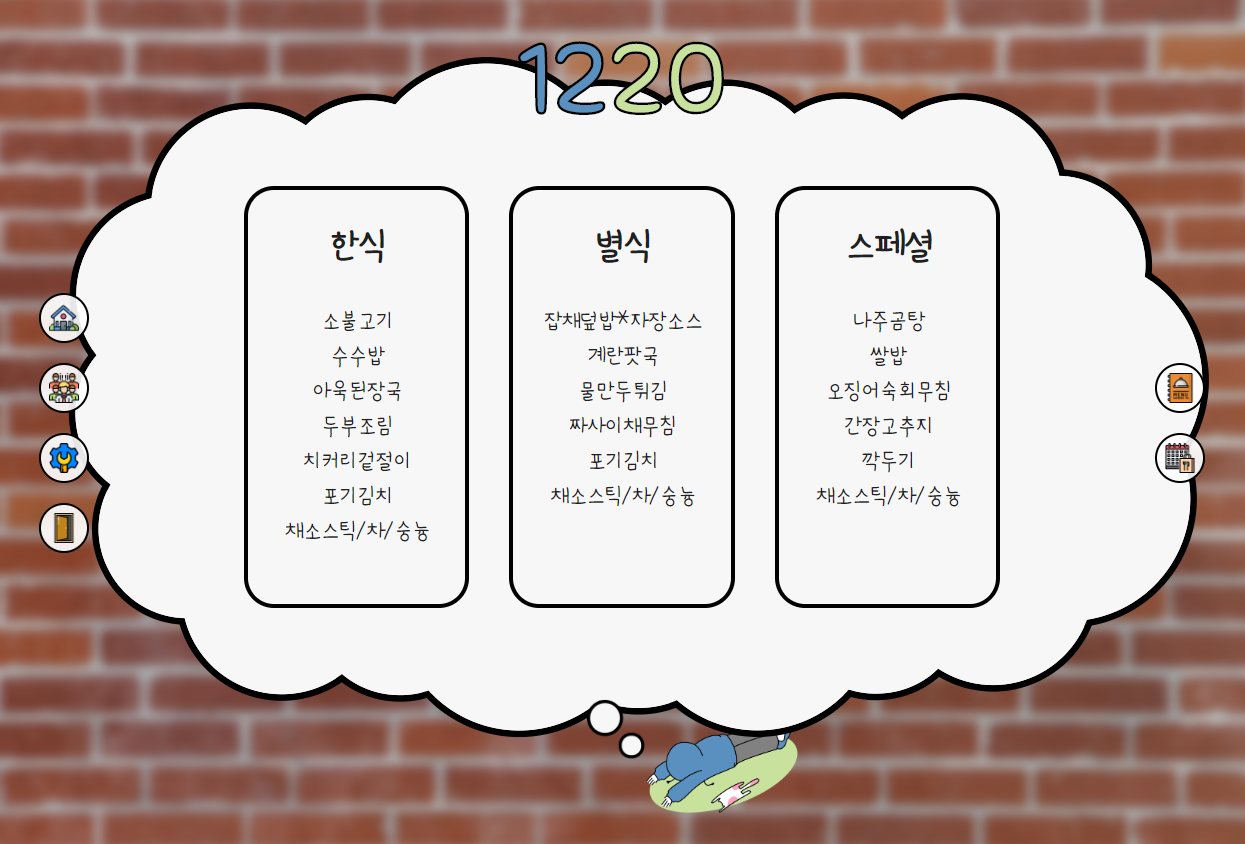 1220
한식
소불고기
수수밥
아욱된장국
두부조림
치커리겉절이
포기김치
채소스틱/차/숭늉
별식
잡채덮밥*자장소스
계란팟국
물만두튀김
짜사이채무침
포기김치
채소스틱/차/숭늉
스페셜
나주곰탕
쌀밥
오징어숙회무침
간장고추지
깍두기
채소스틱/차/숭늉
MENU